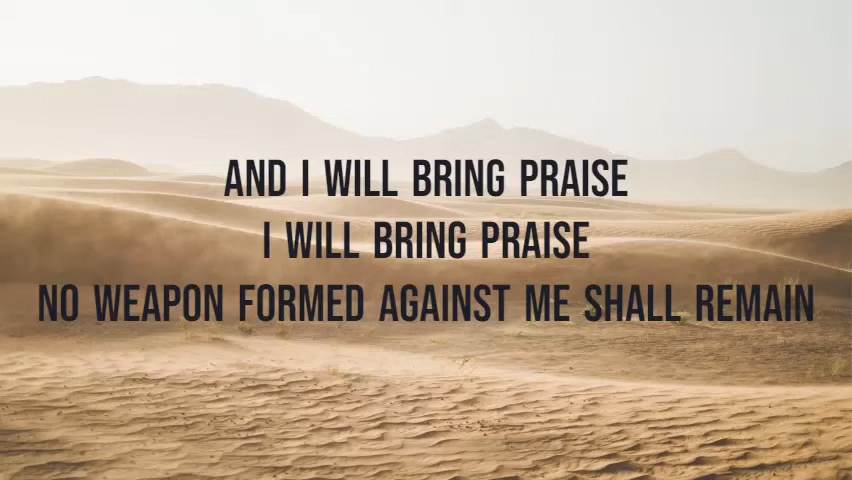 AND I WILL BRING PRAISE
I WILL BRING PRAISE
NO WEAPON FORMED AGAINST ME SHALL REMAIN